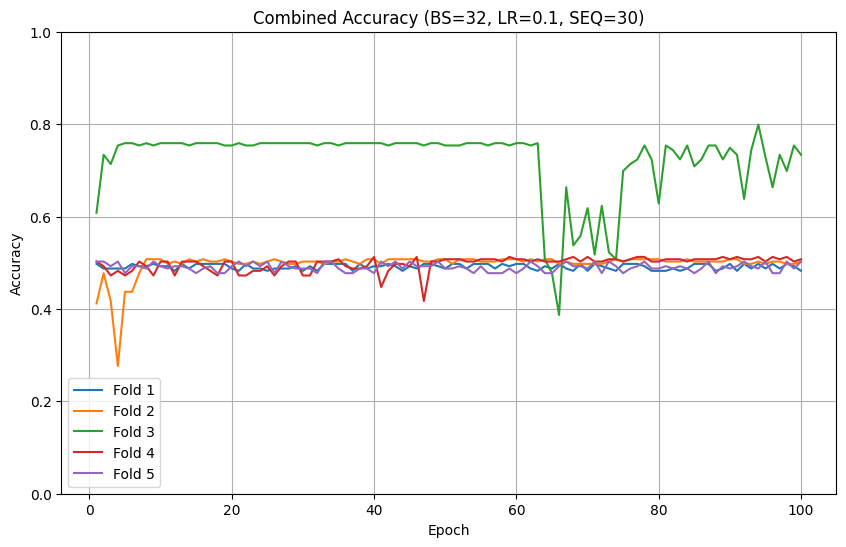 Combined Accuracy (BS=32, LR=0.1, SEQ=30)
1.0
0.8
0.6
0.4
0.2
0.0
Accuracy
Fold 1
Fold 2
Fold 3
Fold 4
Fold 5
0 20 40 60 80 100
Epoch